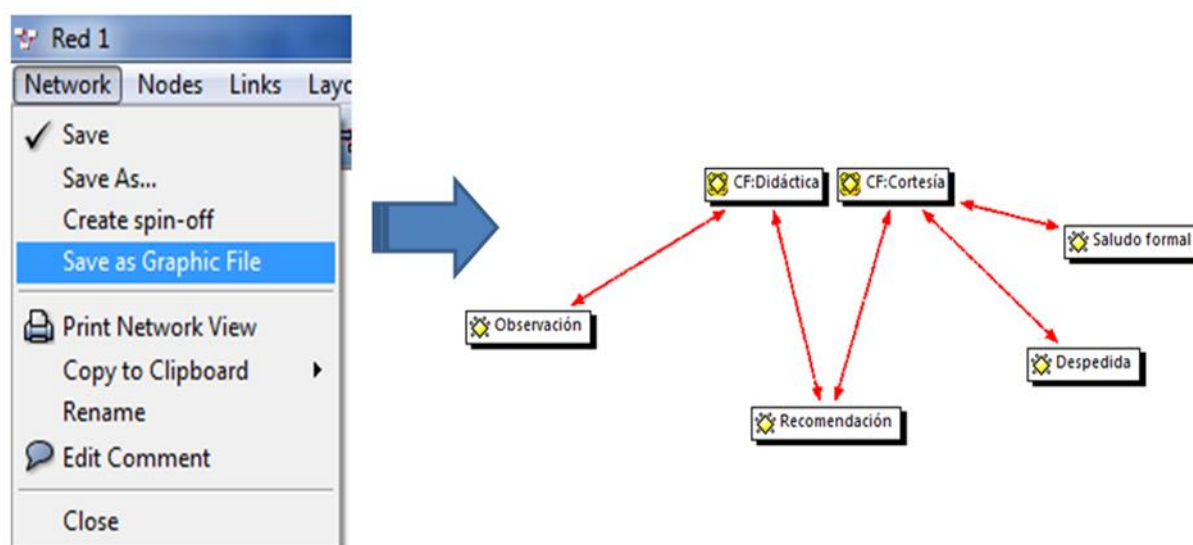 Red 1
Network Nodes Links Layo
Save
Save As...
Create spin-off
Save as Graphic File
Print Network View
Copy to Clipboard
Rename
Edit Comment
Close
CF:Didáctica
CF:Cortesía
Saludo formal
Observación
Despedida
Recomendación